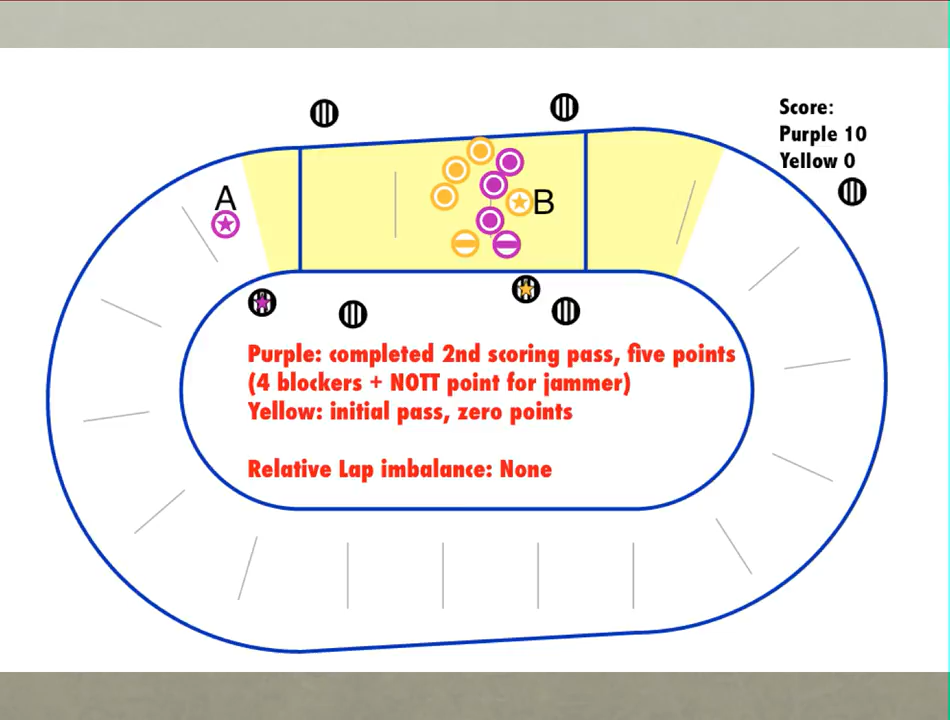 Score:
Purple 10
Yellow 0
A
B
Purple: completed 2nd scoring pass, five points
(4 blockers + NOTT point for jammer)
Yellow: initial pass, zero points
Relative Lap imbalance: None